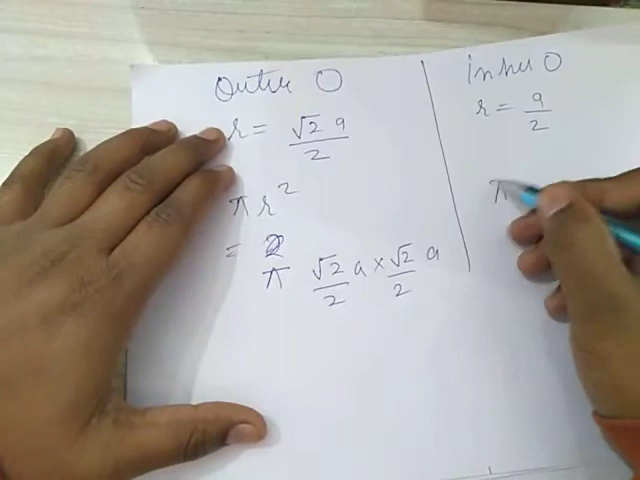 Outer O
r = √2 a / 2
πr²
= π √2/2 a × √2/2 a
inner O
r = a/2
π